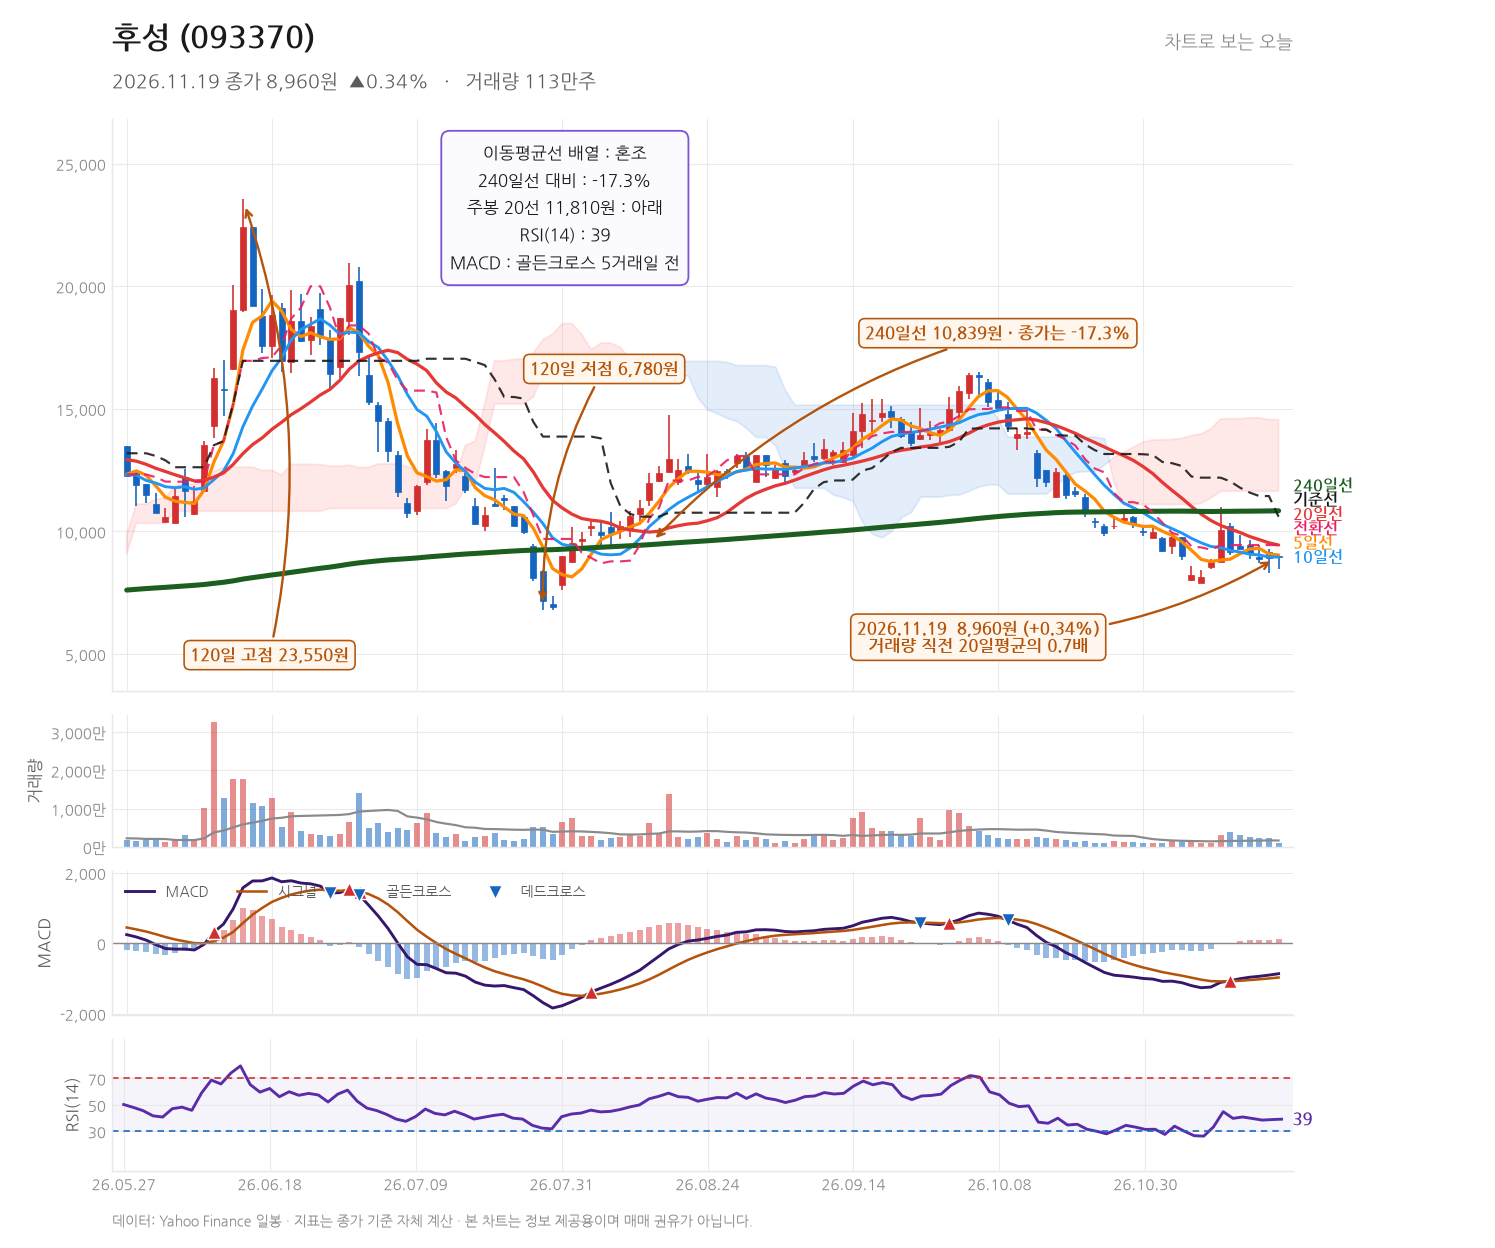 후성 (093370)
차트로 보는 오늘
2026.11.19 종가 8,960원 ▲0.34% · 거래량 113만주
이동평균선 배열 : 혼조
240일선 대비 : -17.3%
주봉 20선 11,810원 : 아래
RSI(14) : 39
MACD : 골든크로스 5거래일 전
25,000
20,000
15,000
10,000
5,000
240일선 10,839원 · 종가는 -17.3%
120일 저점 6,780원
120일 고점 23,550원
2026.11.19 8,960원 (+0.34%)
거래량 직전 20일평균의 0.7배
240일선
기준선
20일선
전환선
5일선
10일선
거래량
3,000만
2,000만
1,000만
0만
MACD
2,000
0
-2,000
MACD
시그널
골든크로스
데드크로스
RSI(14)
70
50
30
39
26.05.27
26.06.18
26.07.09
26.07.31
26.08.24
26.09.14
26.10.08
26.10.30
데이터: Yahoo Finance 일봉 · 지표는 종가 기준 자체 계산 · 본 차트는 정보 제공용이며 매매 권유가 아닙니다.